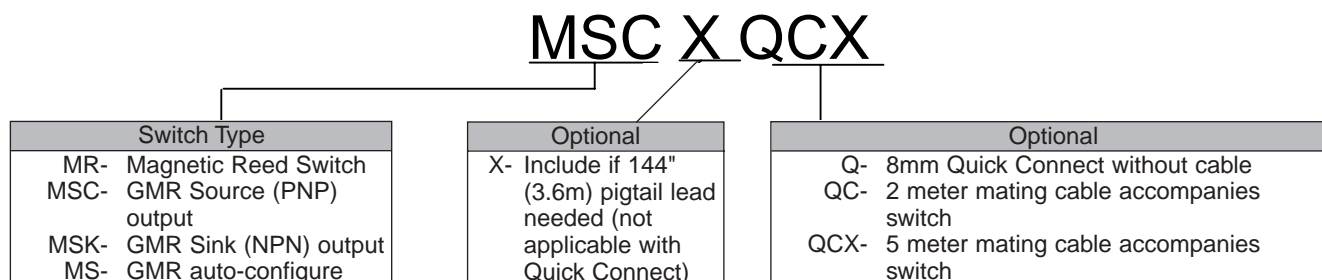 MSC X QCX
Switch Type
MR- Magnetic Reed Switch
MSC- GMR Source (PNP)
output
MSK- GMR Sink (NPN) output
MS- GMR auto-configure
Optional
X- Include if 144"
(3.6m) pigtail lead
needed (not
applicable with
Quick Connect)
Optional
Q- 8mm Quick Connect without cable
QC- 2 meter mating cable accompanies
switch
QCX- 5 meter mating cable accompanies
switch